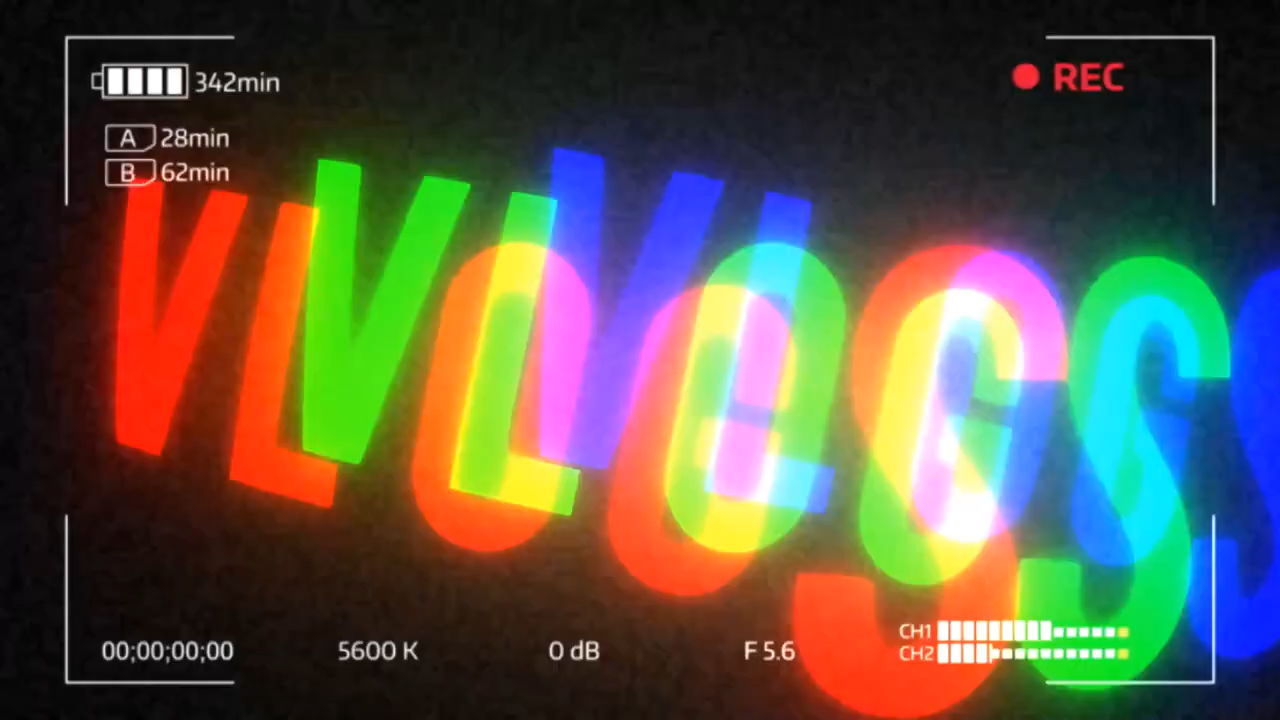 342min
REC
A 28min
B 62min
VLOGS
00;00;00;00 5600 K 0 dB F 5.6
CH1
CH2